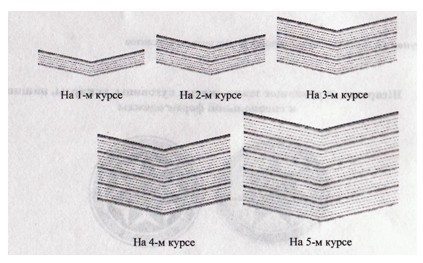 На 1-м курсе
На 2-м курсе
На 3-м курсе
На 4-м курсе
На 5-м курсе